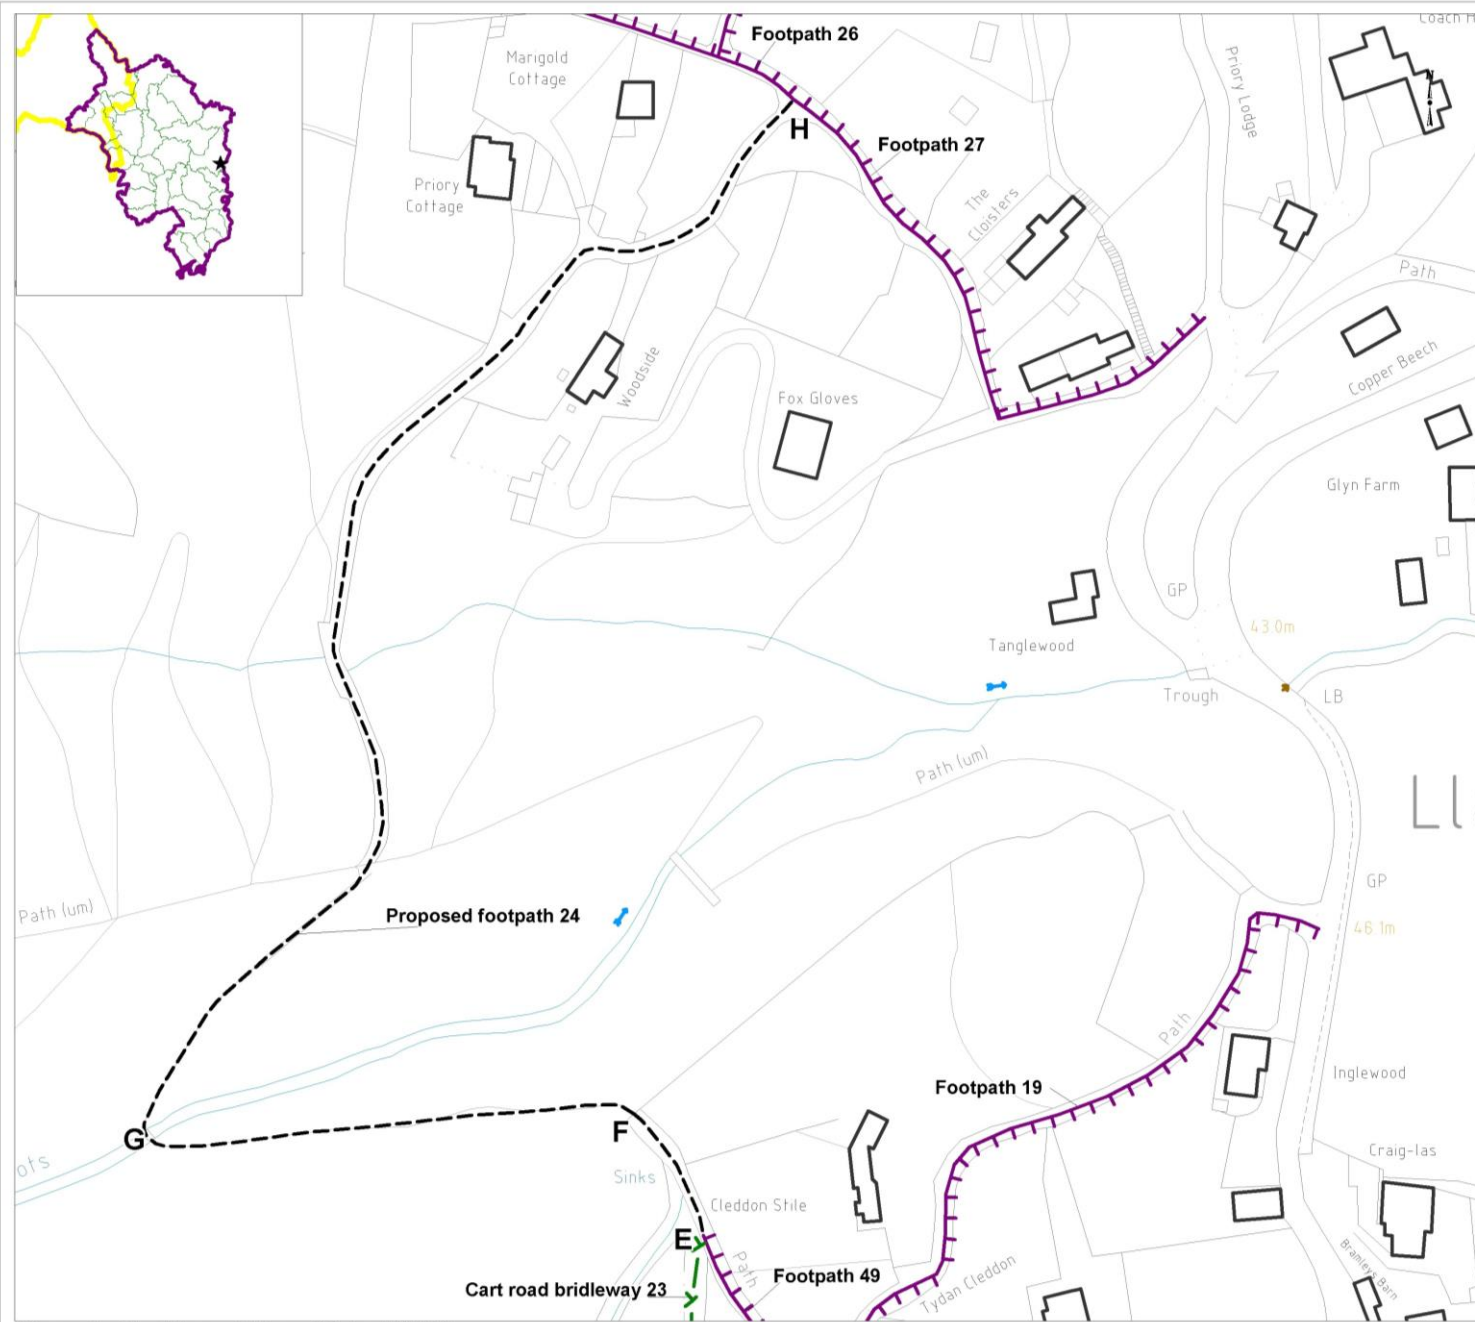 Coach H
Footpath 26
Marigold
Cottage
Priory Lodge
N
H
Footpath 27
Priory
Cottage
The
Cloisters
Path
Woodside
Fox Gloves
Copper Beech
Glyn Farm
GP
43.0m
Tanglewood
Trough
LB
Path (um)
Ll
GP
Path (um)
Proposed footpath 24
46.1m
Path
Inglewood
Footpath 19
G
F
Craig-las
ots
Sinks
Cleddon Stile
E
Path
Bramleys Barn
Footpath 49
Tydan Cleddon
Cart road bridleway 23